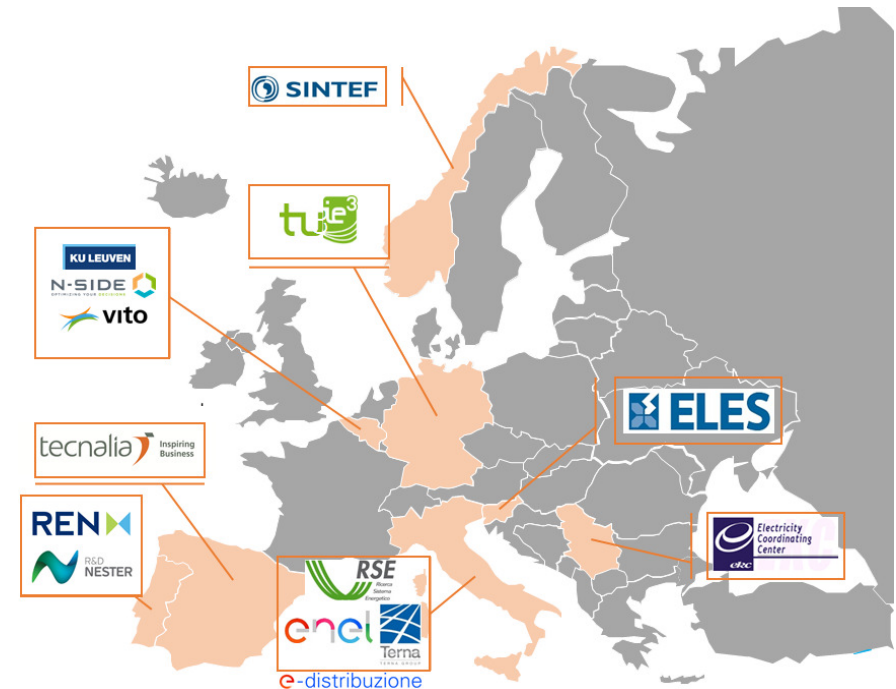 SINTEF
tu ie³
KU LEUVEN
N-SIDE
OPTIMIZING YOUR DECISIONS
vito
ELES
tecnalia Inspiring
Business
REN
R&D
NESTER
Electricity
Coordinating
Center
eKC
RSE
Ricerca
Sistema
Energetico
enel
Terna
TERNA GROUP
e-distribuzione